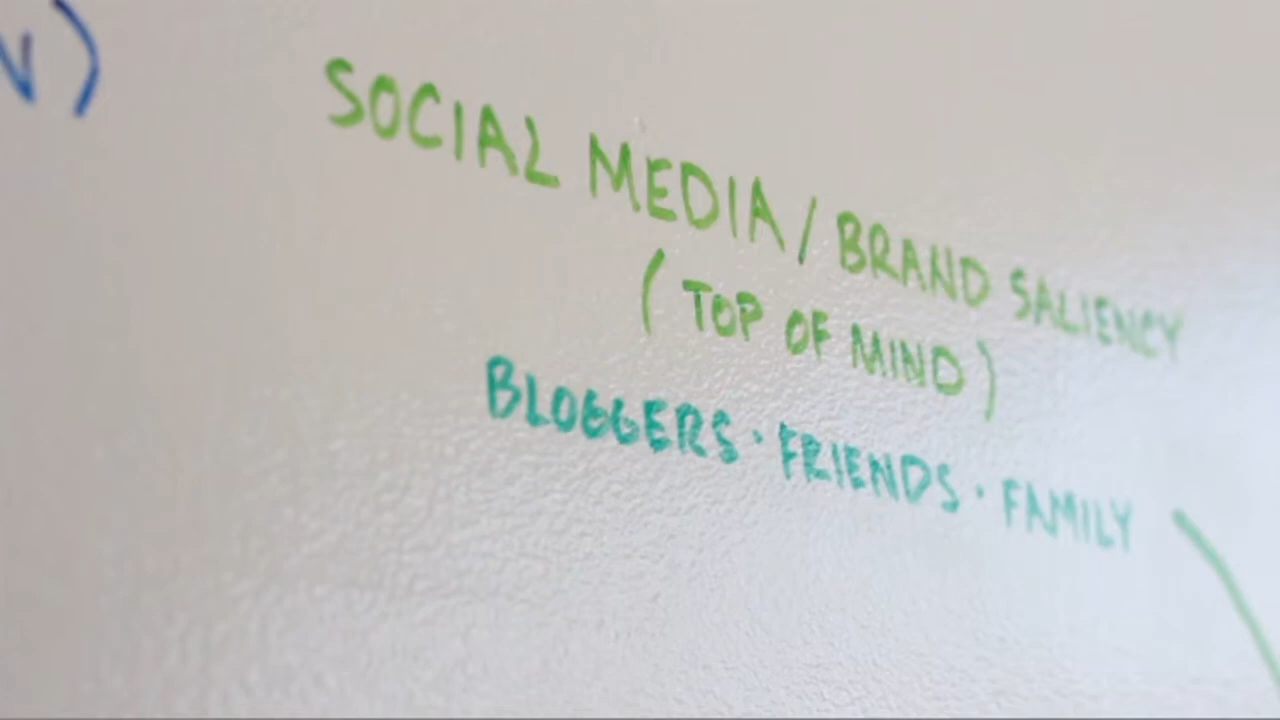 SOCIAL MEDIA / BRAND SALIENCY
( TOP OF MIND )
BLOGGERS · FRIENDS · FAMILY